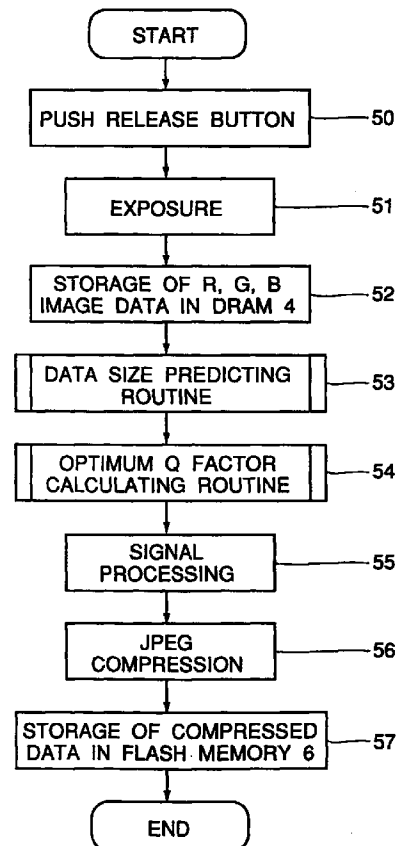 START
PUSH RELEASE BUTTON
50
EXPOSURE
51
STORAGE OF R, G, B
IMAGE DATA IN DRAM 4
52
DATA SIZE PREDICTING
ROUTINE
53
OPTIMUM Q FACTOR
CALCULATING ROUTINE
54
SIGNAL
PROCESSING
55
JPEG
COMPRESSION
56
STORAGE OF COMPRESSED
DATA IN FLASH MEMORY 6
57
END